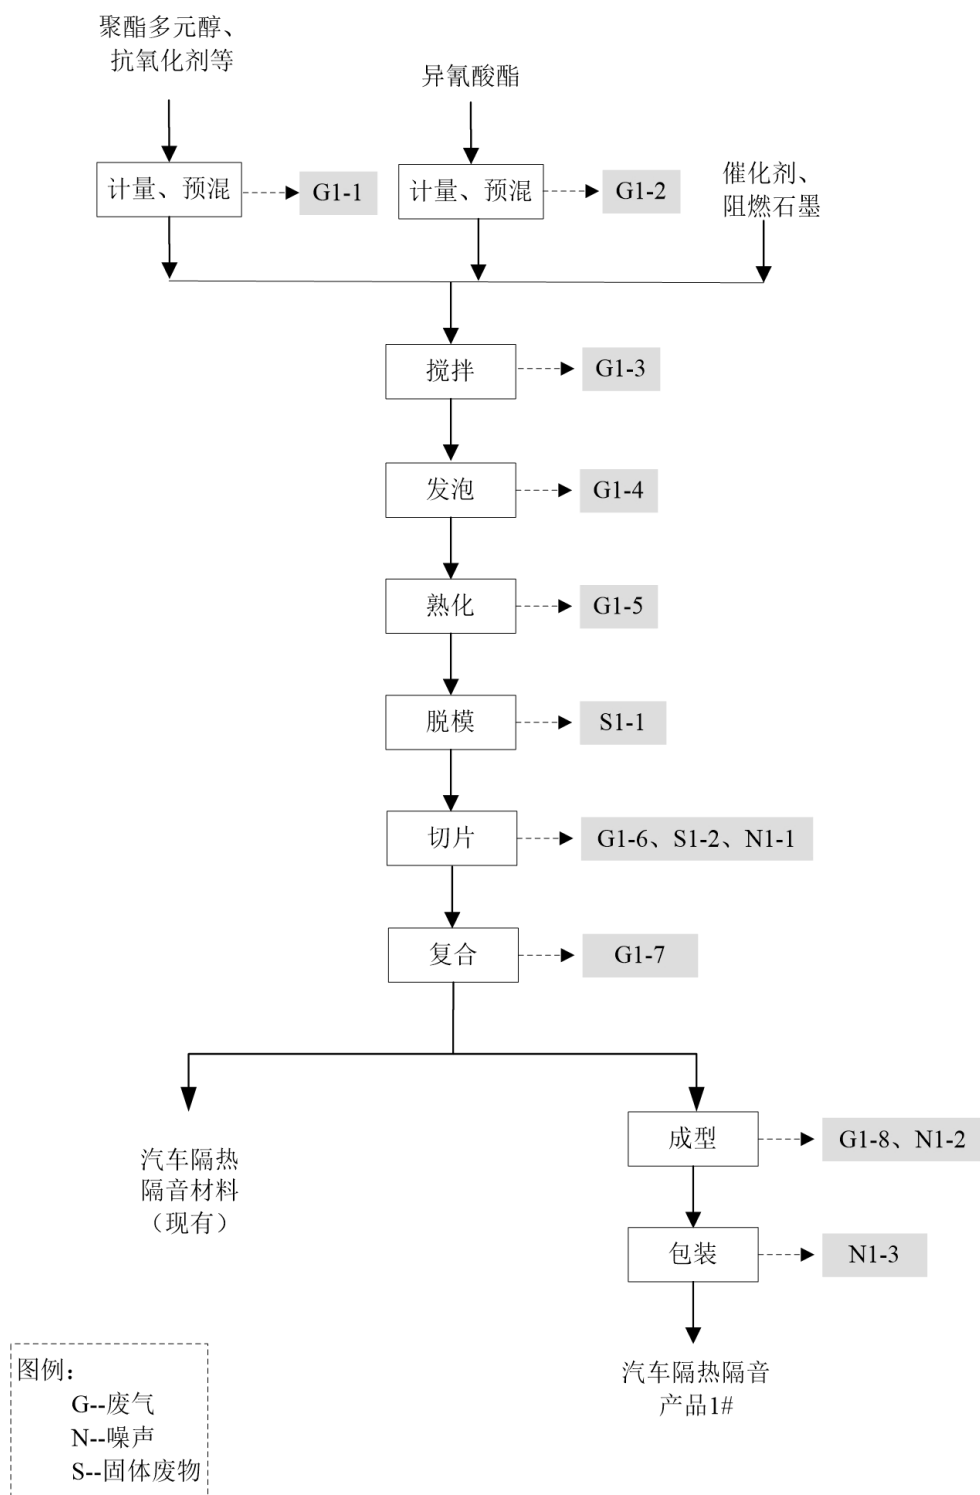 聚酯多元醇、
抗氧化剂等
异氰酸酯
计量、预混
G1-1
计量、预混
G1-2
催化剂、
阻燃石墨
搅拌
G1-3
发泡
G1-4
熟化
G1-5
脱模
S1-1
切片
G1-6、S1-2、N1-1
复合
G1-7
汽车隔热
隔音材料
（现有）
成型
G1-8、N1-2
包装
N1-3
汽车隔热隔音
产品1#
图例：
G--废气
N--噪声
S--固体废物